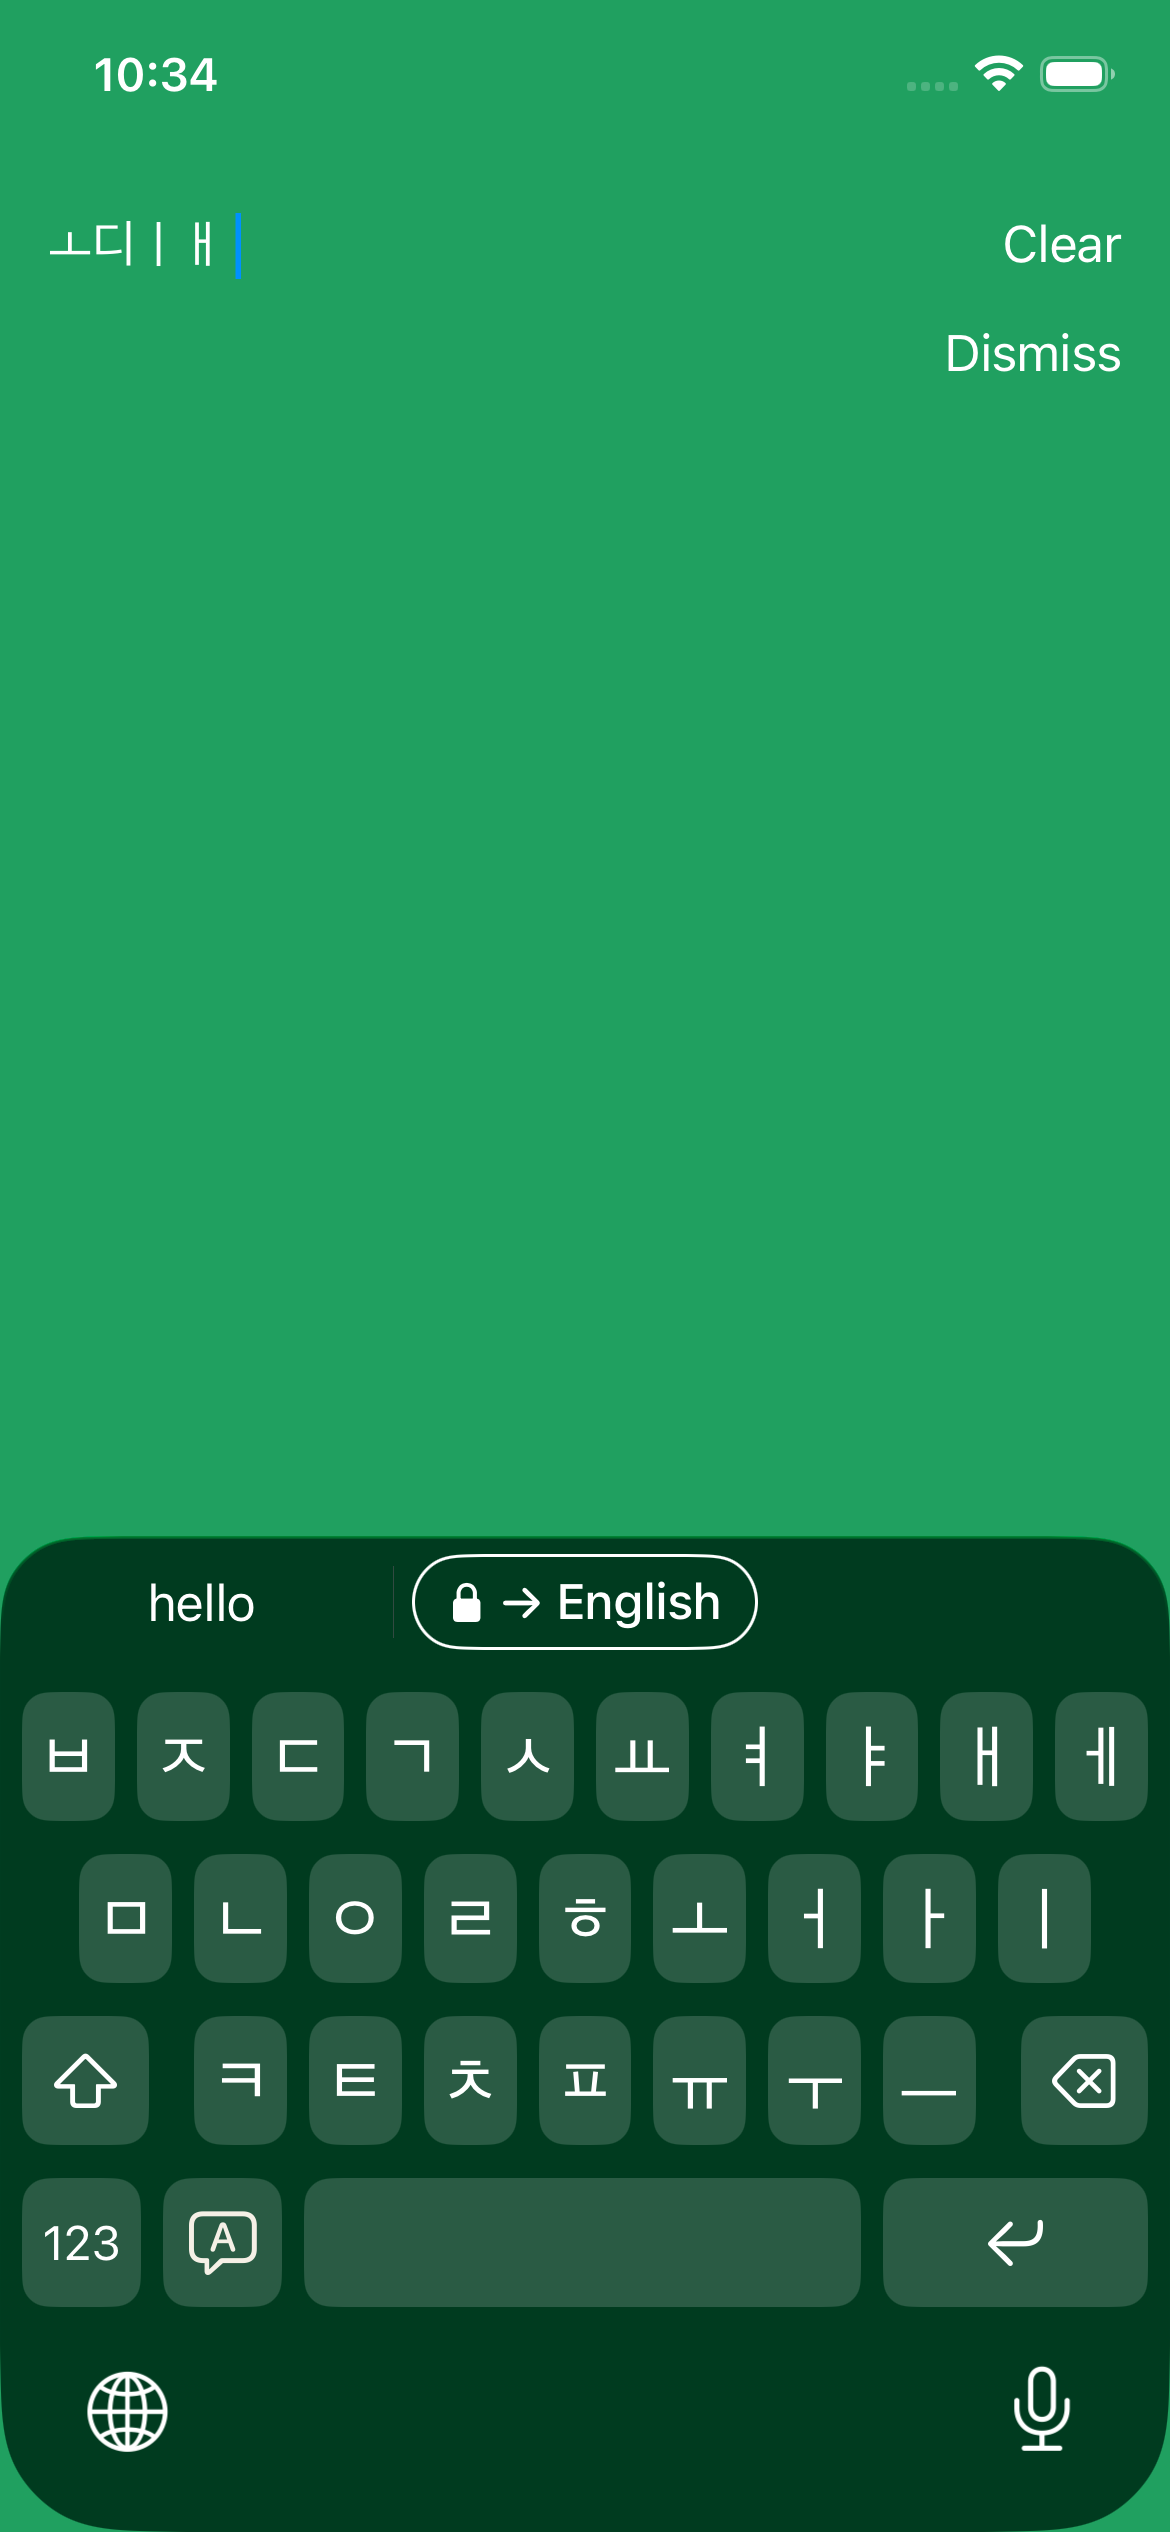 10:34
ㅗ디ㅣㅐ
Clear
Dismiss
hello
→ English
ㅂ ㅈ ㄷ ㄱ ㅅ ㅛ ㅕ ㅑ ㅐ ㅔ
ㅁ ㄴ ㅇ ㄹ ㅎ ㅗ ㅓ ㅏ ㅣ
ㅋ ㅌ ㅊ ㅍ ㅠ ㅜ ㅡ
123 A